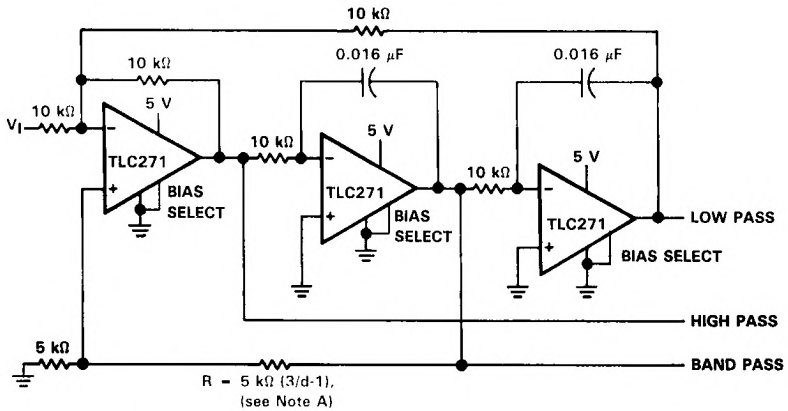 10 kΩ
10 kΩ
0.016 μF
0.016 μF
VI
10 kΩ
5 V
−
TLC271
+
BIAS
SELECT
10 kΩ
5 V
−
TLC271
+
BIAS
SELECT
10 kΩ
5 V
−
TLC271
+
BIAS SELECT
LOW PASS
HIGH PASS
BAND PASS
5 kΩ
R = 5 kΩ (3/d-1),
(see Note A)